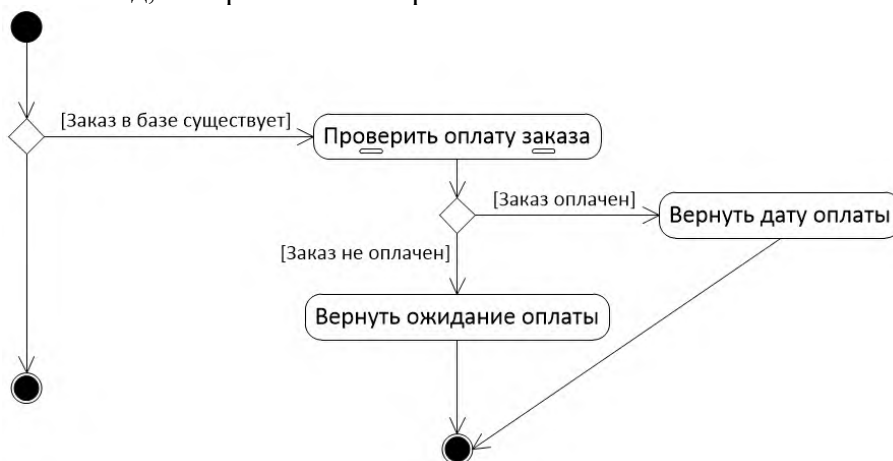 [Заказ в базе существует]
Проверить оплату заказа
[Заказ оплачен]
Вернуть дату оплаты
[Заказ не оплачен]
Вернуть ожидание оплаты